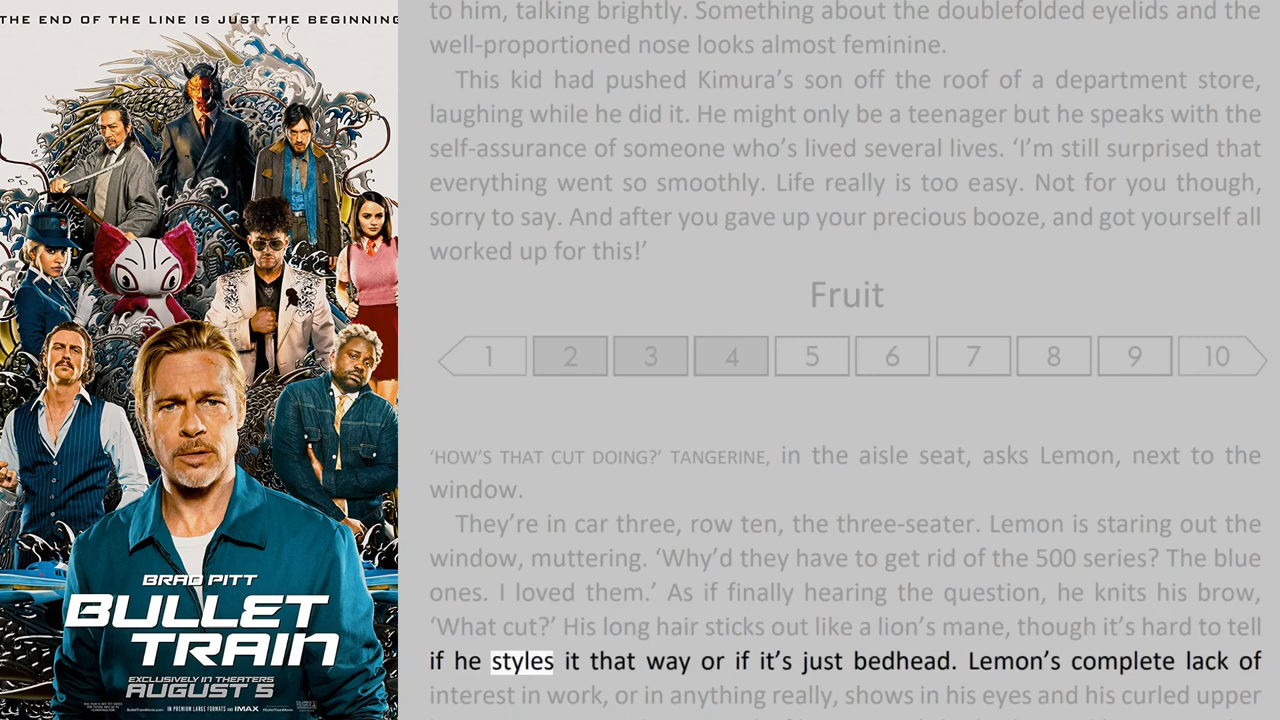 THE END OF THE LINE IS JUST THE BEGINNING
BRAD PITT
BULLET
TRAIN
EXCLUSIVELY IN THEATERS
AUGUST 5
BulletTrainMovie.com
IN PREMIUM LARGE FORMATS AND IMAX
#BulletTrainMovie
to him, talking brightly. Something about the doublefolded eyelids and the
well-proportioned nose looks almost feminine.
This kid had pushed Kimura’s son off the roof of a department store,
laughing while he did it. He might only be a teenager but he speaks with the
self-assurance of someone who’s lived several lives. ‘I’m still surprised that
everything went so smoothly. Life really is too easy. Not for you though,
sorry to say. And after you gave up your precious booze, and got yourself all
worked up for this!’
Fruit
1 2 3 4 5 6 7 8 9 10
‘HOW’S THAT CUT DOING?’ TANGERINE, in the aisle seat, asks Lemon, next to the
window.
They’re in car three, row ten, the three-seater. Lemon is staring out the
window, muttering. ‘Why’d they have to get rid of the 500 series? The blue
ones. I loved them.’ As if finally hearing the question, he knits his brow,
‘What cut?’ His long hair sticks out like a lion’s mane, though it’s hard to tell
if he styles it that way or if it’s just bedhead. Lemon’s complete lack of
interest in work, or in anything really, shows in his eyes and his curled upper